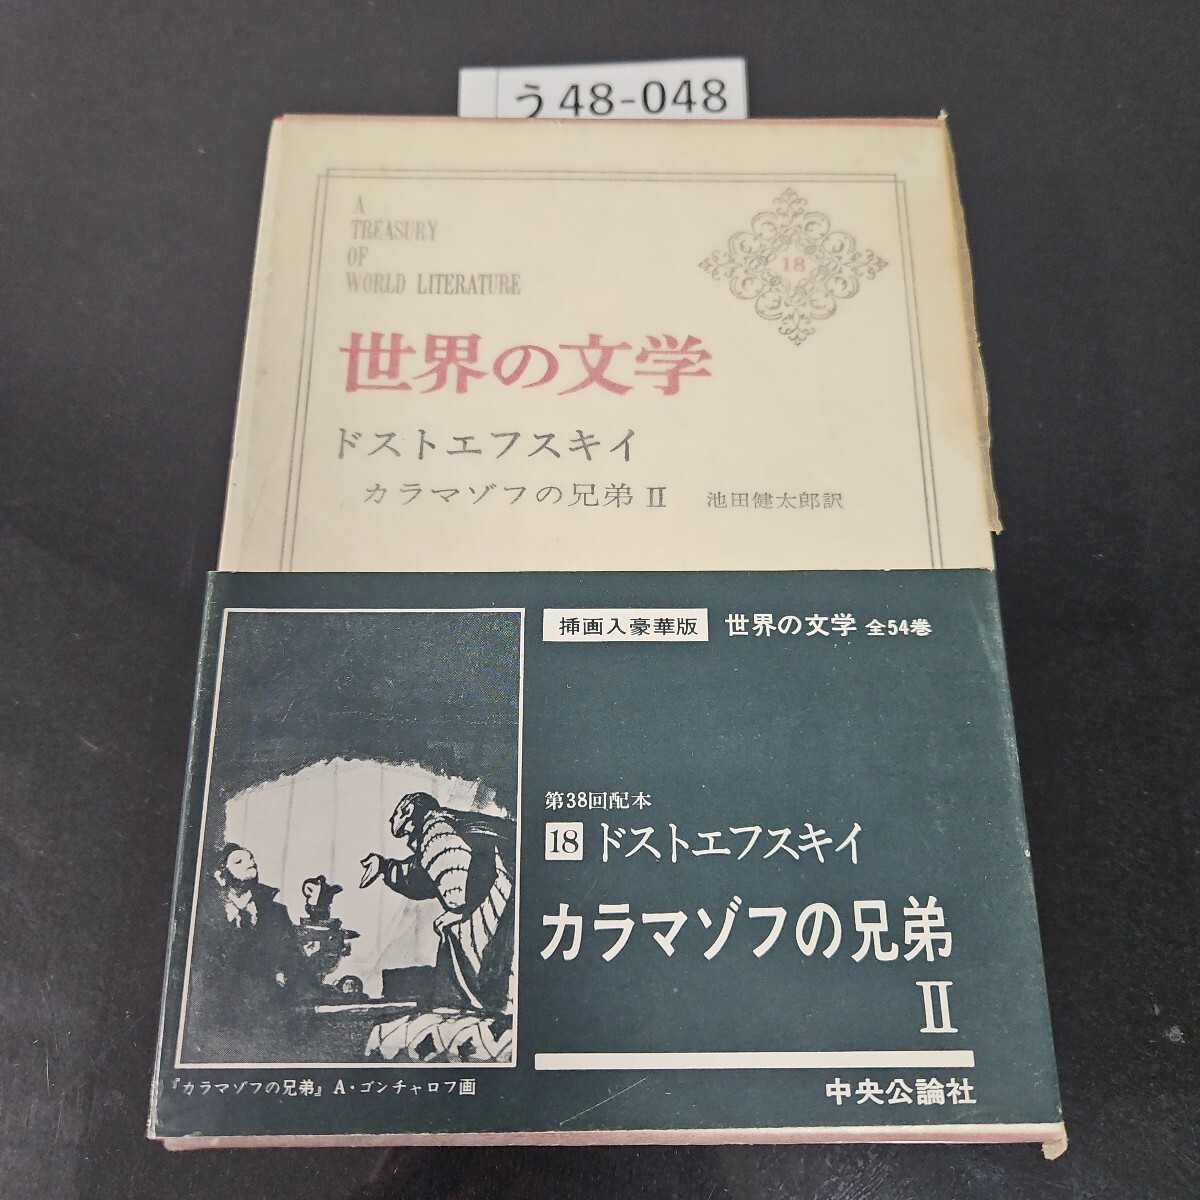 う48-048
A
TREASURY
OF
WORLD LITERATURE
18
世界の文学
ドストエフスキイ
カラマゾフの兄弟Ⅱ 池田健太郎訳
挿画入豪華版 世界の文学 全54巻
第38回配本
18 ドストエフスキイ
カラマゾフの兄弟
Ⅱ
『カラマゾフの兄弟』A・ゴンチャロフ画
中央公論社